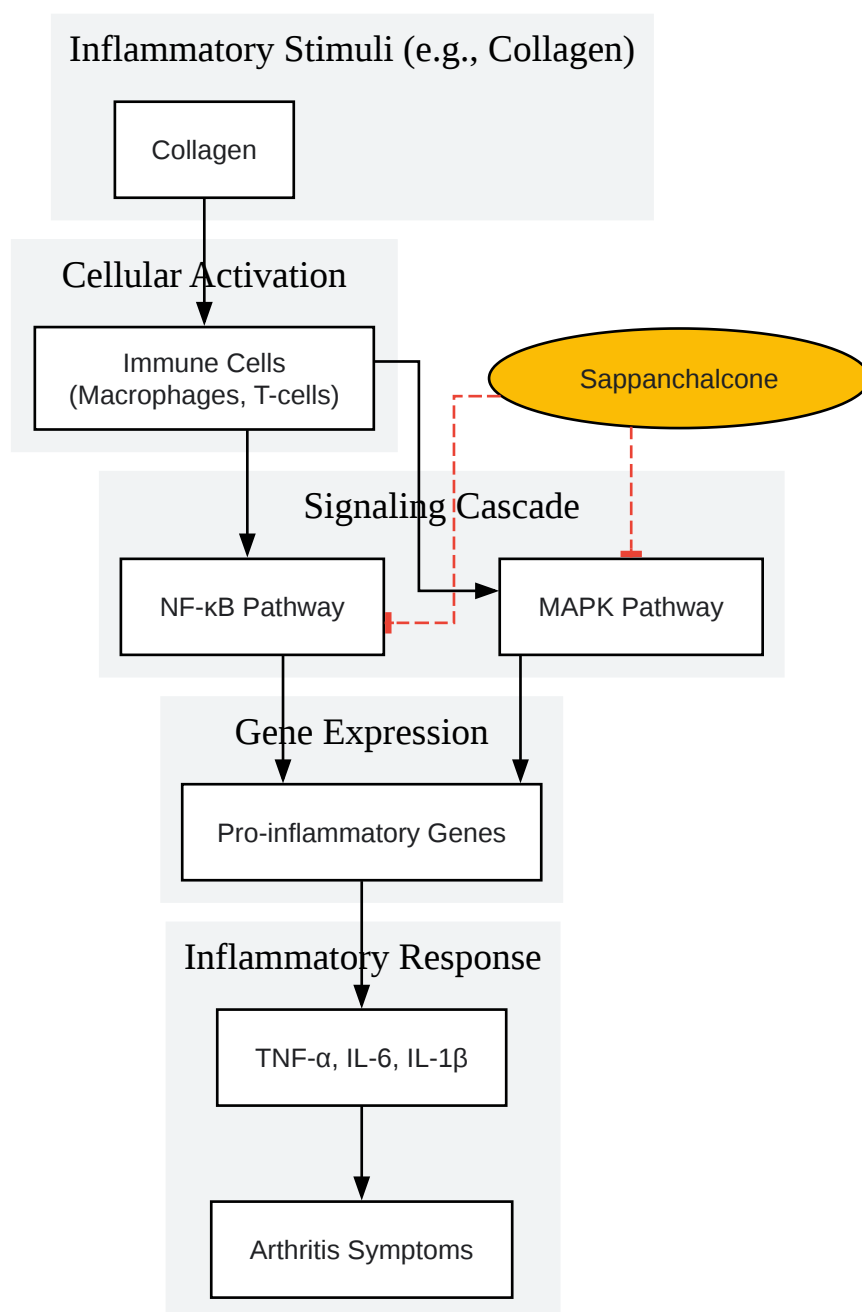 Inflammatory Stimuli (e.g., Collagen)
Collagen
Cellular Activation
Immune Cells
(Macrophages, T-cells)
Sappanchalcone
Signaling Cascade
NF-κB Pathway
MAPK Pathway
Gene Expression
Pro-inflammatory Genes
Inflammatory Response
TNF-α, IL-6, IL-1β
Arthritis Symptoms